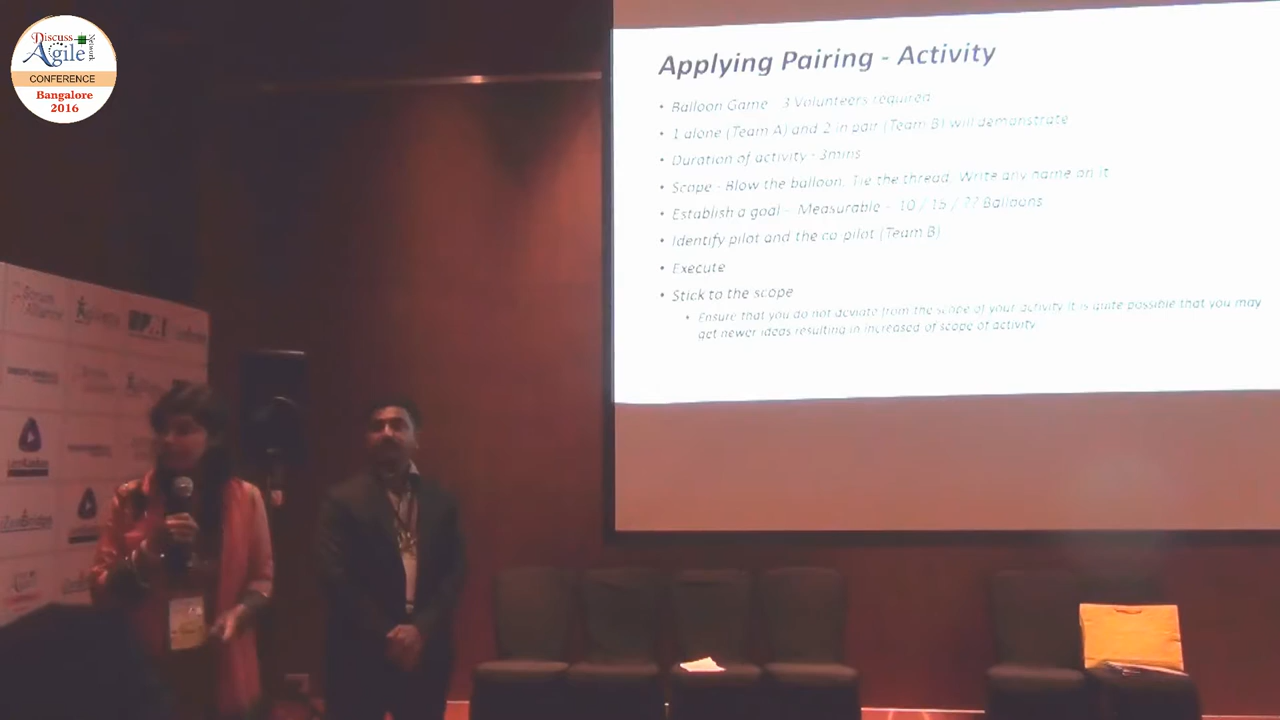 Discuss
Agile
Network
CONFERENCE
Bangalore
2016
Applying Pairing - Activity
• Balloon Game - 3 Volunteers required
• 1 alone (Team A) and 2 in pair (Team B) will demonstrate
• Duration of activity - 3mins
• Scope - Blow the balloon, Tie the thread, Write any name on it
• Establish a goal - Measurable - 10 / 15 / ?? Balloons
• Identify pilot and the co pilot (Team B)
• Execute
• Stick to the scope
• Ensure that you do not deviate from the scope of your activity it is quite possible that you may
get newer ideas resulting in increased of scope of activity
Scrum
Alliance